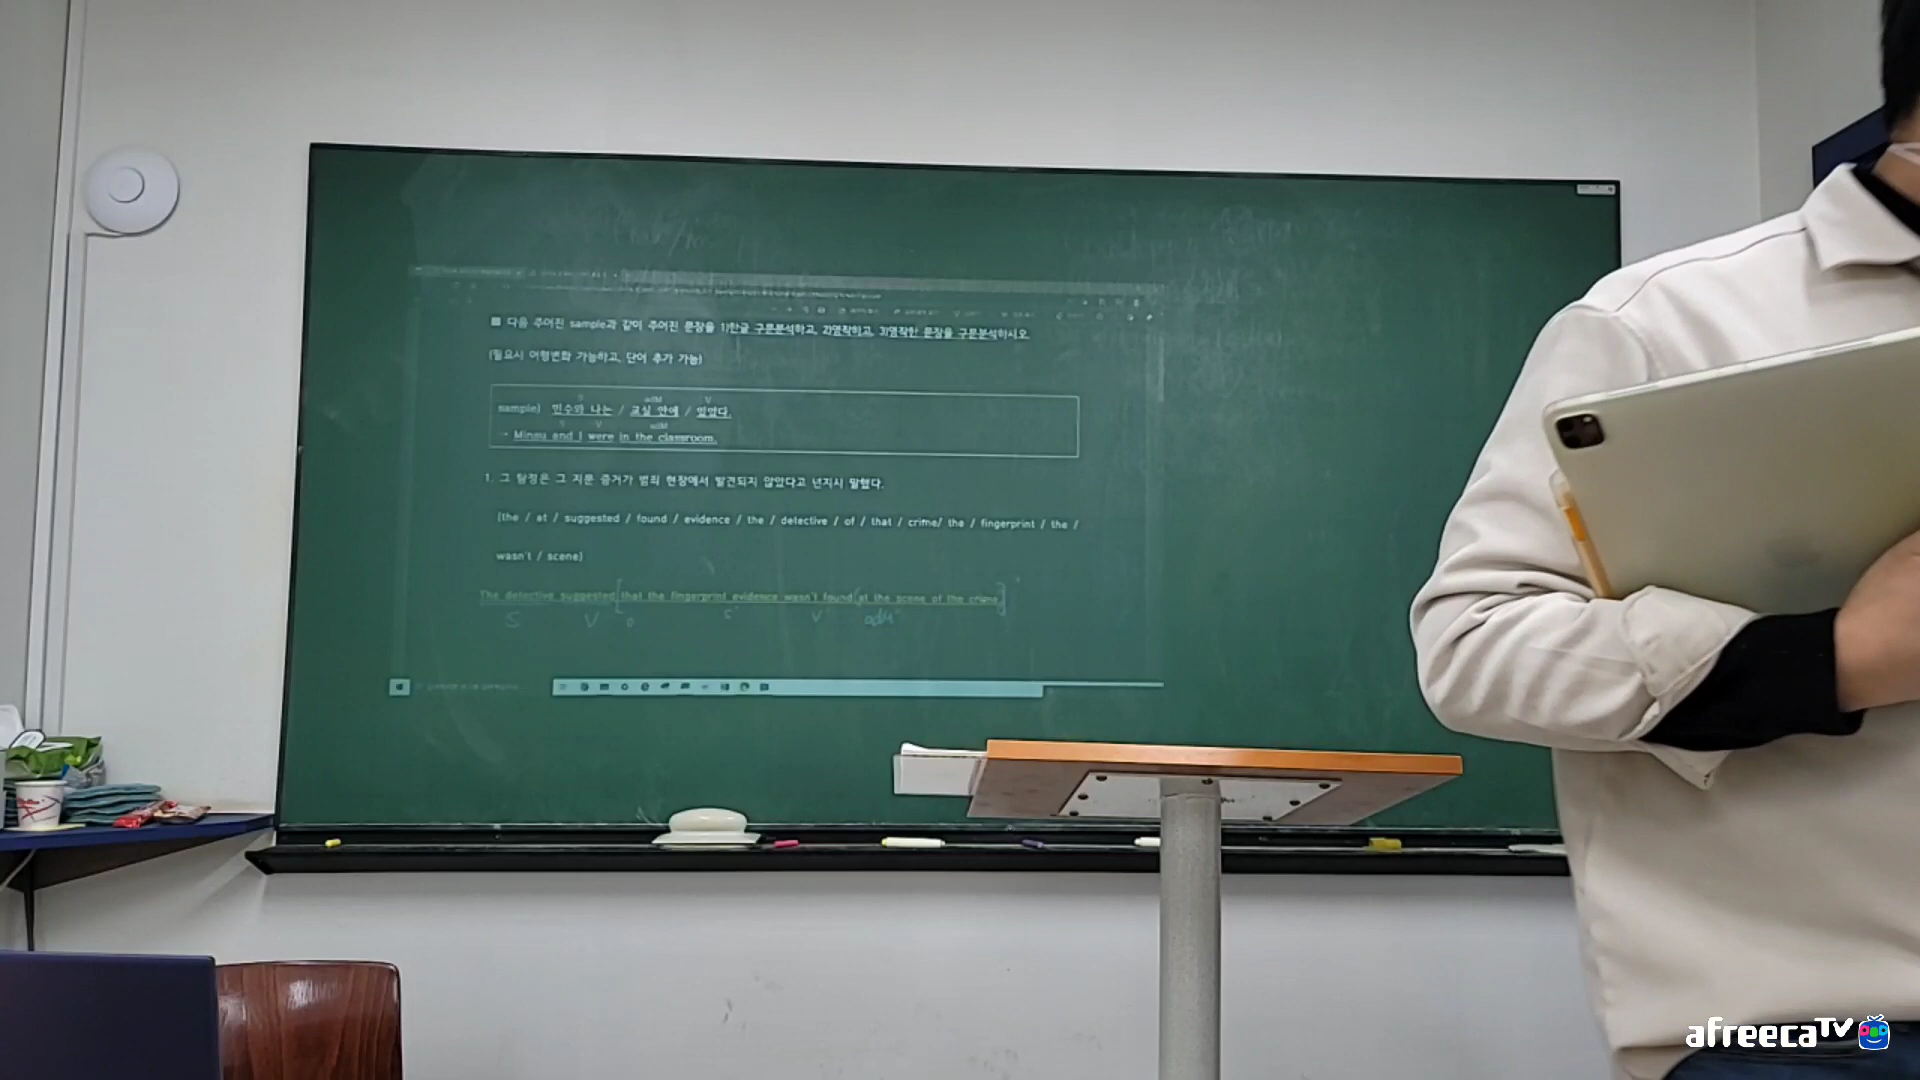 ■ 다음 주어진 sample과 같이 주어진 문장을 1)한글 구문분석하고, 2)영작하고, 3)영작한 문장을 구문분석하시오.
(필요시 어형변화 가능하고, 단어 추가 가능)
S adM V
sample) 민수와 나는 / 교실 안에 / 있었다.
S V adM
→ Minsu and I were in the classroom.
1. 그 탐정은 그 지문 증거가 범죄 현장에서 발견되지 않았다고 넌지시 말했다.
(the / at / suggested / found / evidence / the / detective / of / that / crime/ the / fingerprint / the /
wasn't / scene)
The detective suggested [that the fingerprint evidence wasn't found (at the scene of the crime)].
S V o s' v' adM'
afreecaTV